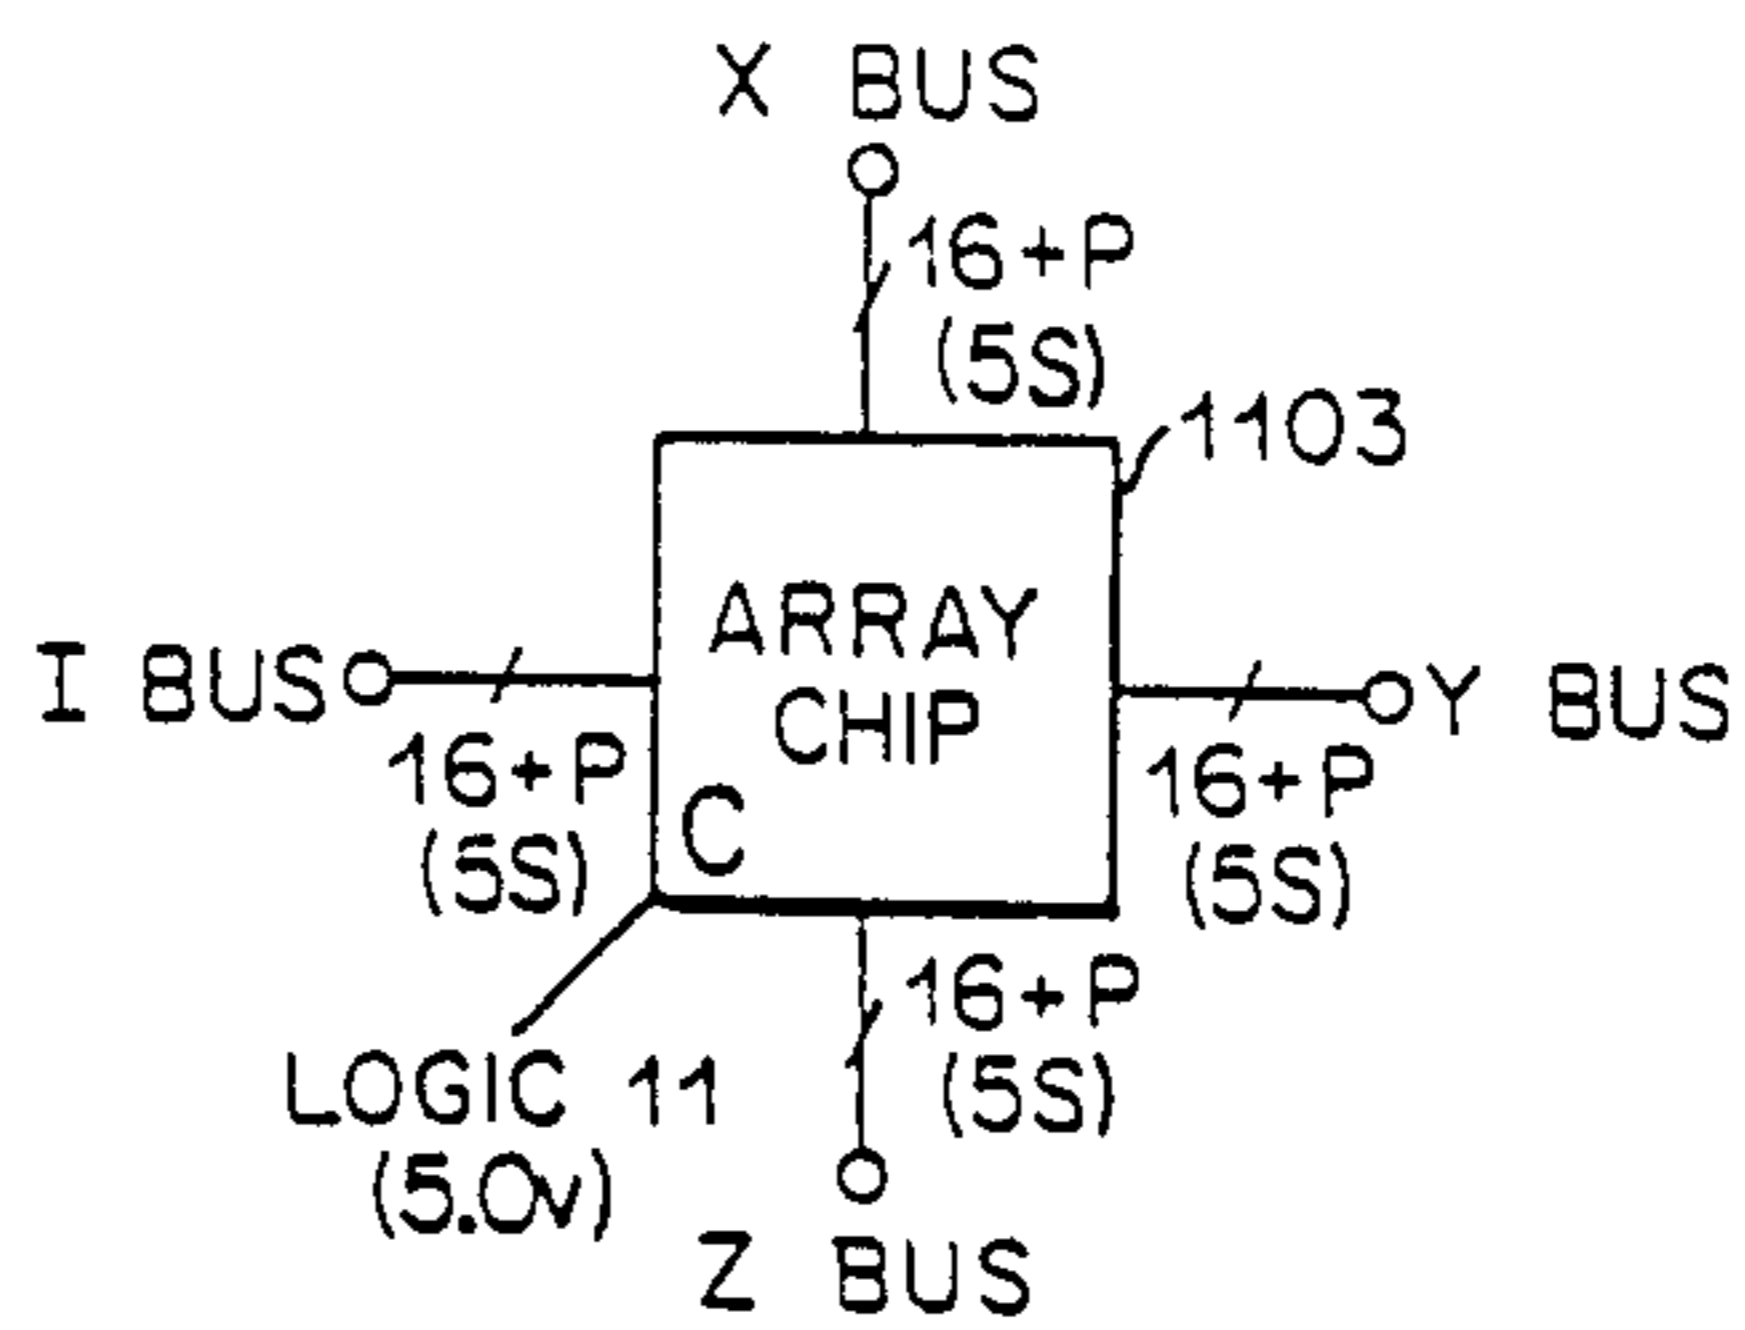 X BUS
16+P
(5S)
1103
ARRAY
CHIP
I BUS
Y BUS
16+P
(5S)
16+P
(5S)
C
16+P
(5S)
LOGIC 11
(5.0v)
Z BUS